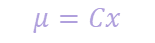 μ = Cx